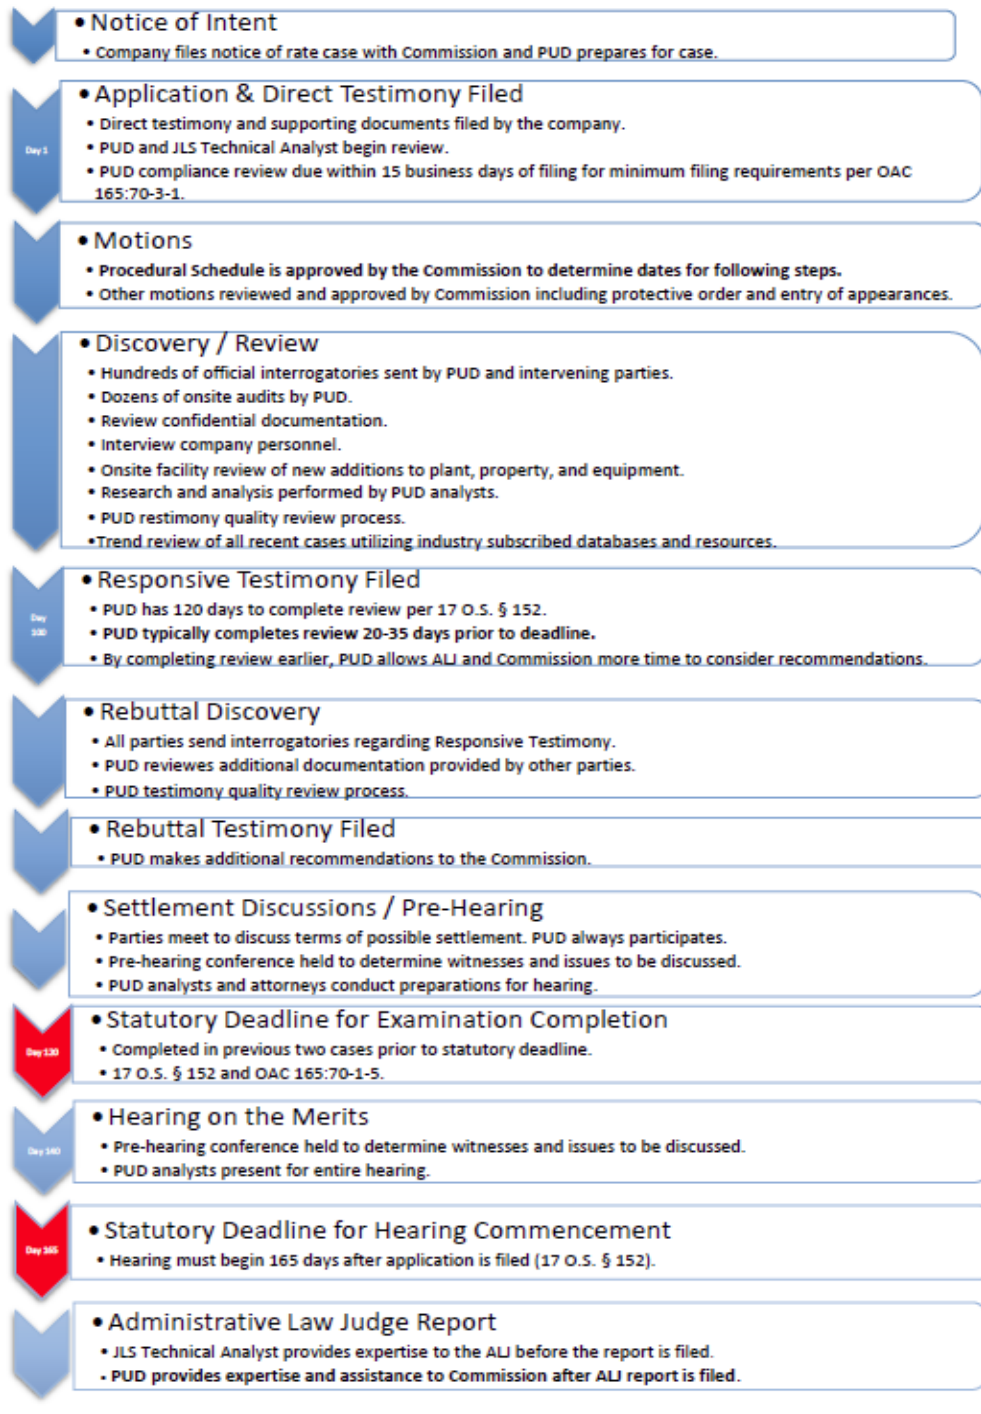 • Notice of Intent
• Company files notice of rate case with Commission and PUD prepares for case.
Day 1
• Application & Direct Testimony Filed
• Direct testimony and supporting documents filed by the company.
• PUD and JLS Technical Analyst begin review.
• PUD compliance review due within 15 business days of filing for minimum filing requirements per OAC
165:70-3-1.
• Motions
• Procedural Schedule is approved by the Commission to determine dates for following steps.
• Other motions reviewed and approved by Commission including protective order and entry of appearances.
• Discovery / Review
• Hundreds of official interrogatories sent by PUD and intervening parties.
• Dozens of onsite audits by PUD.
• Review confidential documentation.
• Interview company personnel.
• Onsite facility review of new additions to plant, property, and equipment.
• Research and analysis performed by PUD analysts.
• PUD restimony quality review process.
•Trend review of all recent cases utilizing industry subscribed databases and resources.
Day
100
• Responsive Testimony Filed
• PUD has 120 days to complete review per 17 O.S. § 152.
• PUD typically completes review 20-35 days prior to deadline.
• By completing review earlier, PUD allows ALJ and Commission more time to consider recommendations.
• Rebuttal Discovery
• All parties send interrogatories regarding Responsive Testimony.
• PUD reviewes additional documentation provided by other parties.
• PUD testimony quality review process.
• Rebuttal Testimony Filed
• PUD makes additional recommendations to the Commission.
• Settlement Discussions / Pre-Hearing
• Parties meet to discuss terms of possible settlement. PUD always participates.
• Pre-hearing conference held to determine witnesses and issues to be discussed.
• PUD analysts and attorneys conduct preparations for hearing.
Day
• Statutory Deadline for Examination Completion
• Completed in previous two cases prior to statutory deadline.
• 17 O.S. § 152 and OAC 165:70-1-5.
Day
• Hearing on the Merits
• Pre-hearing conference held to determine witnesses and issues to be discussed.
• PUD analysts present for entire hearing.
Day 165
• Statutory Deadline for Hearing Commencement
• Hearing must begin 165 days after application is filed (17 O.S. § 152).
• Administrative Law Judge Report
• JLS Technical Analyst provides expertise to the ALJ before the report is filed.
• PUD provides expertise and assistance to Commission after ALJ report is filed.